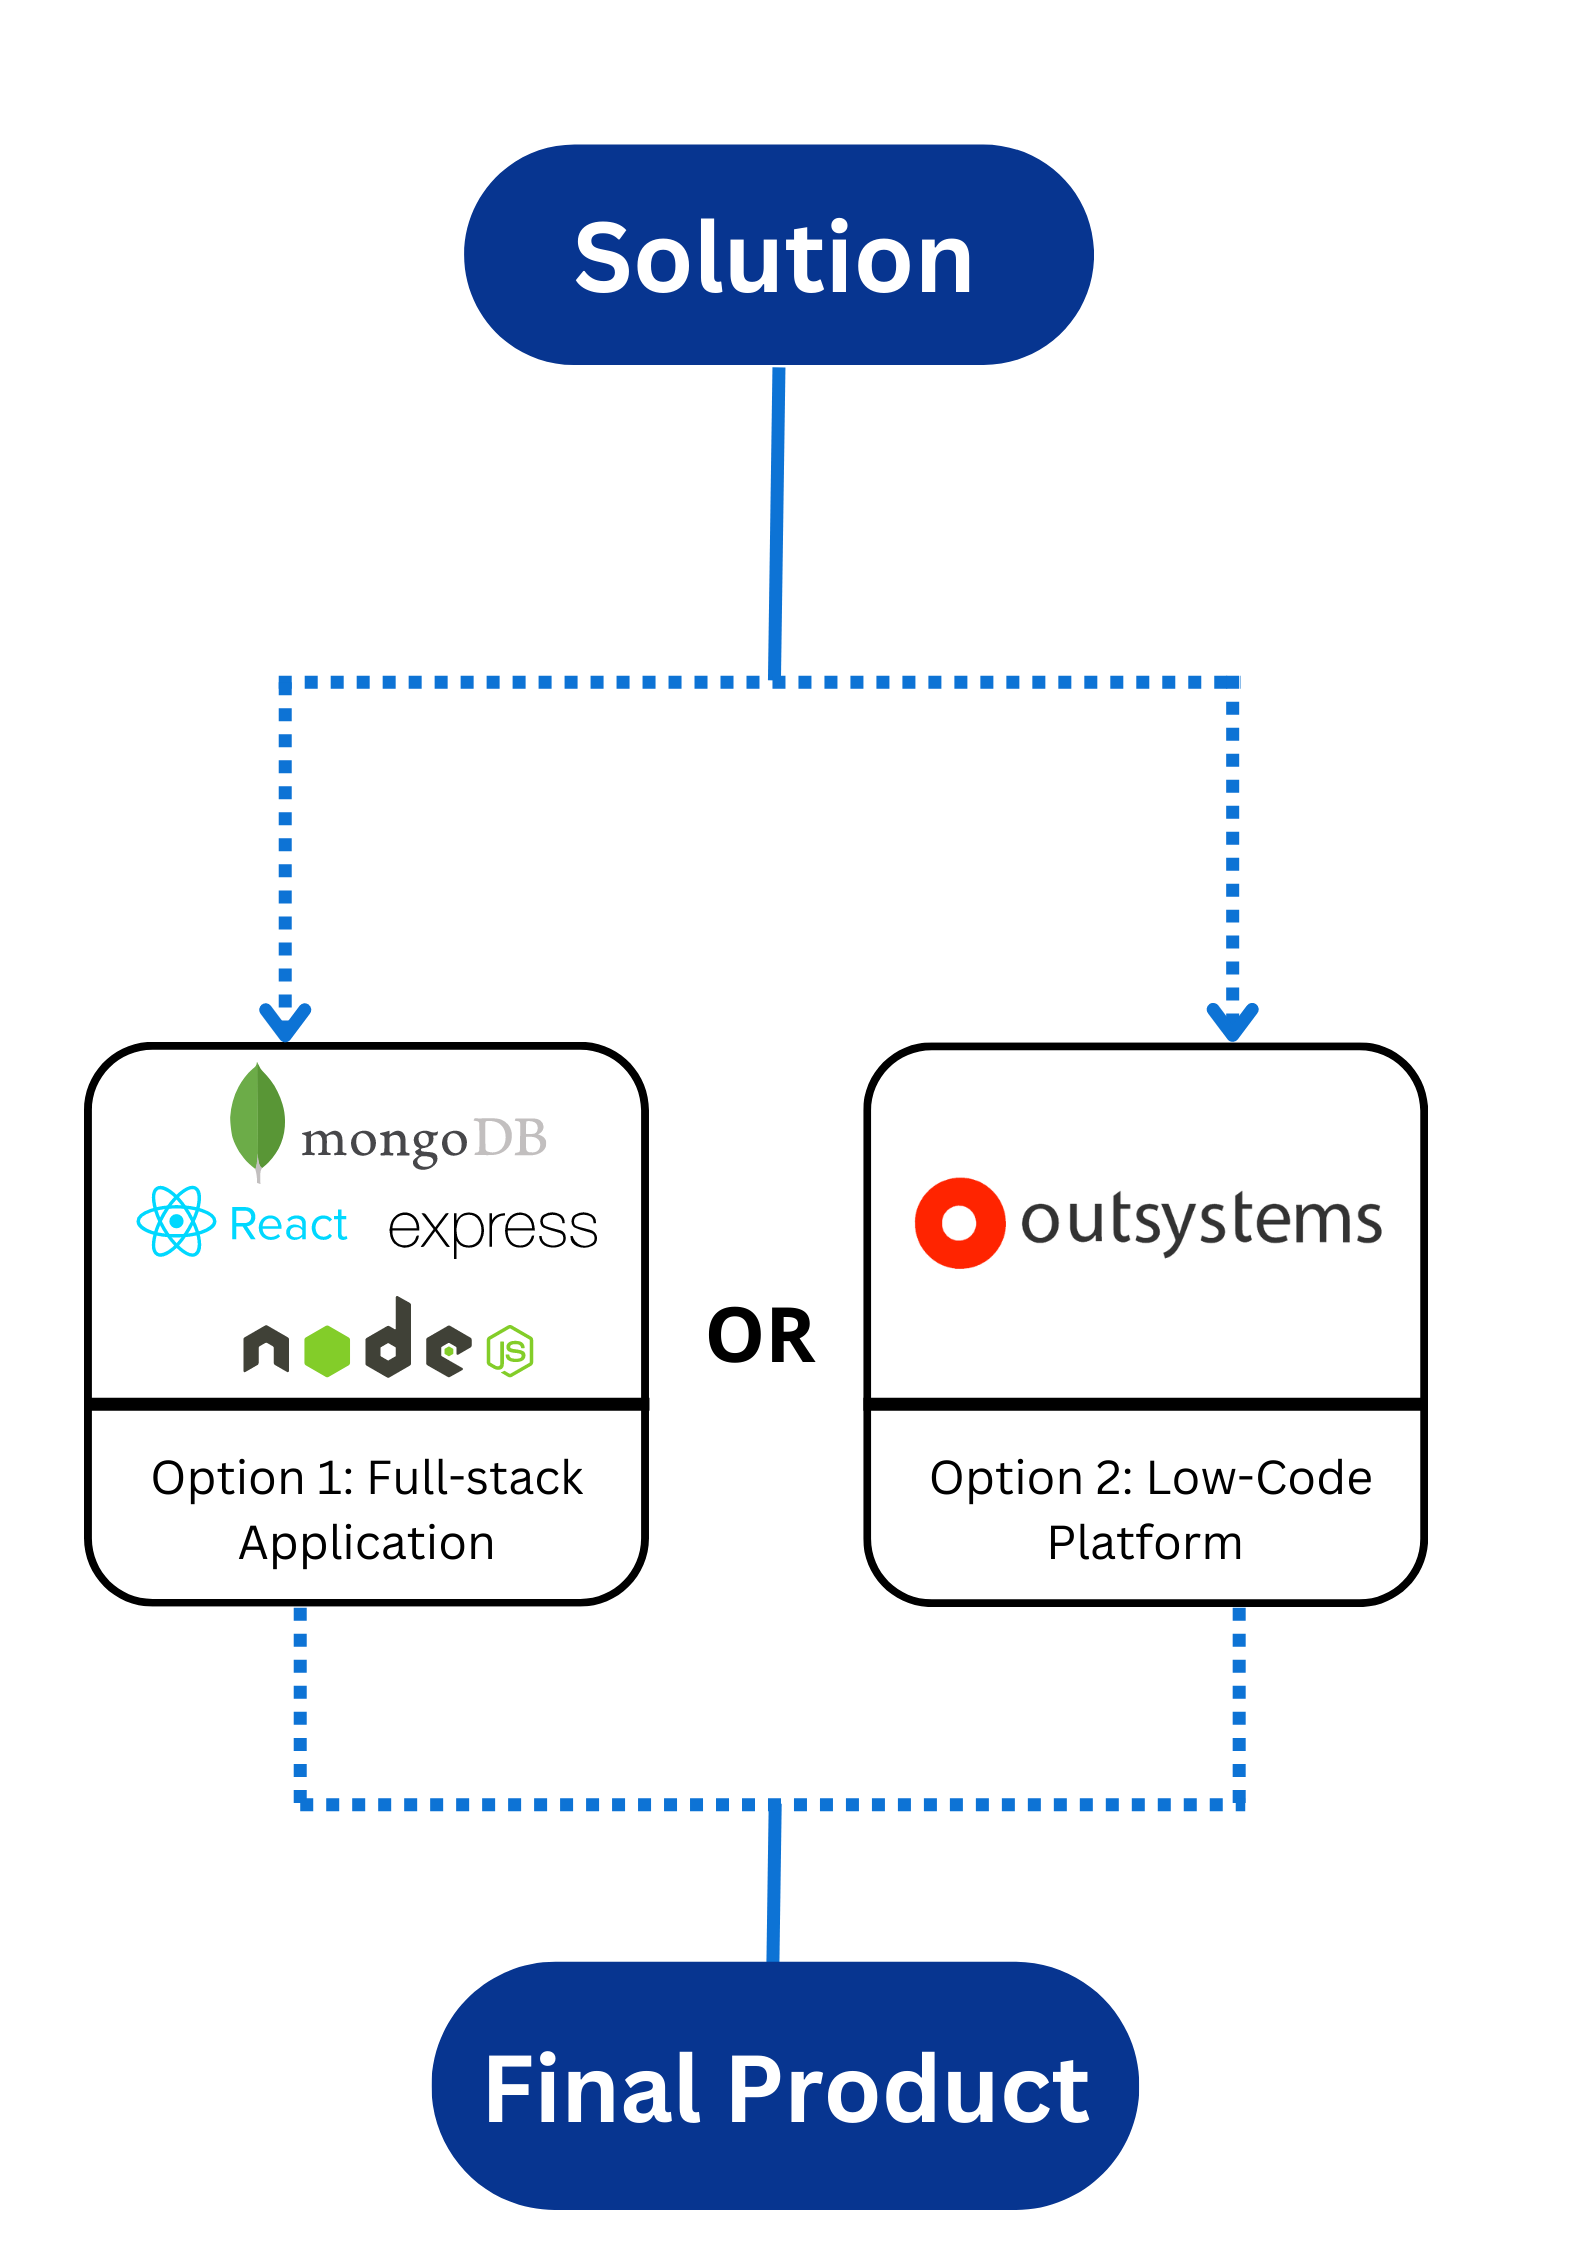 Solution
mongoDB
React express
node JS
OR
outsystems
Option 1: Full-stack
Application
Option 2: Low-Code
Platform
Final Product